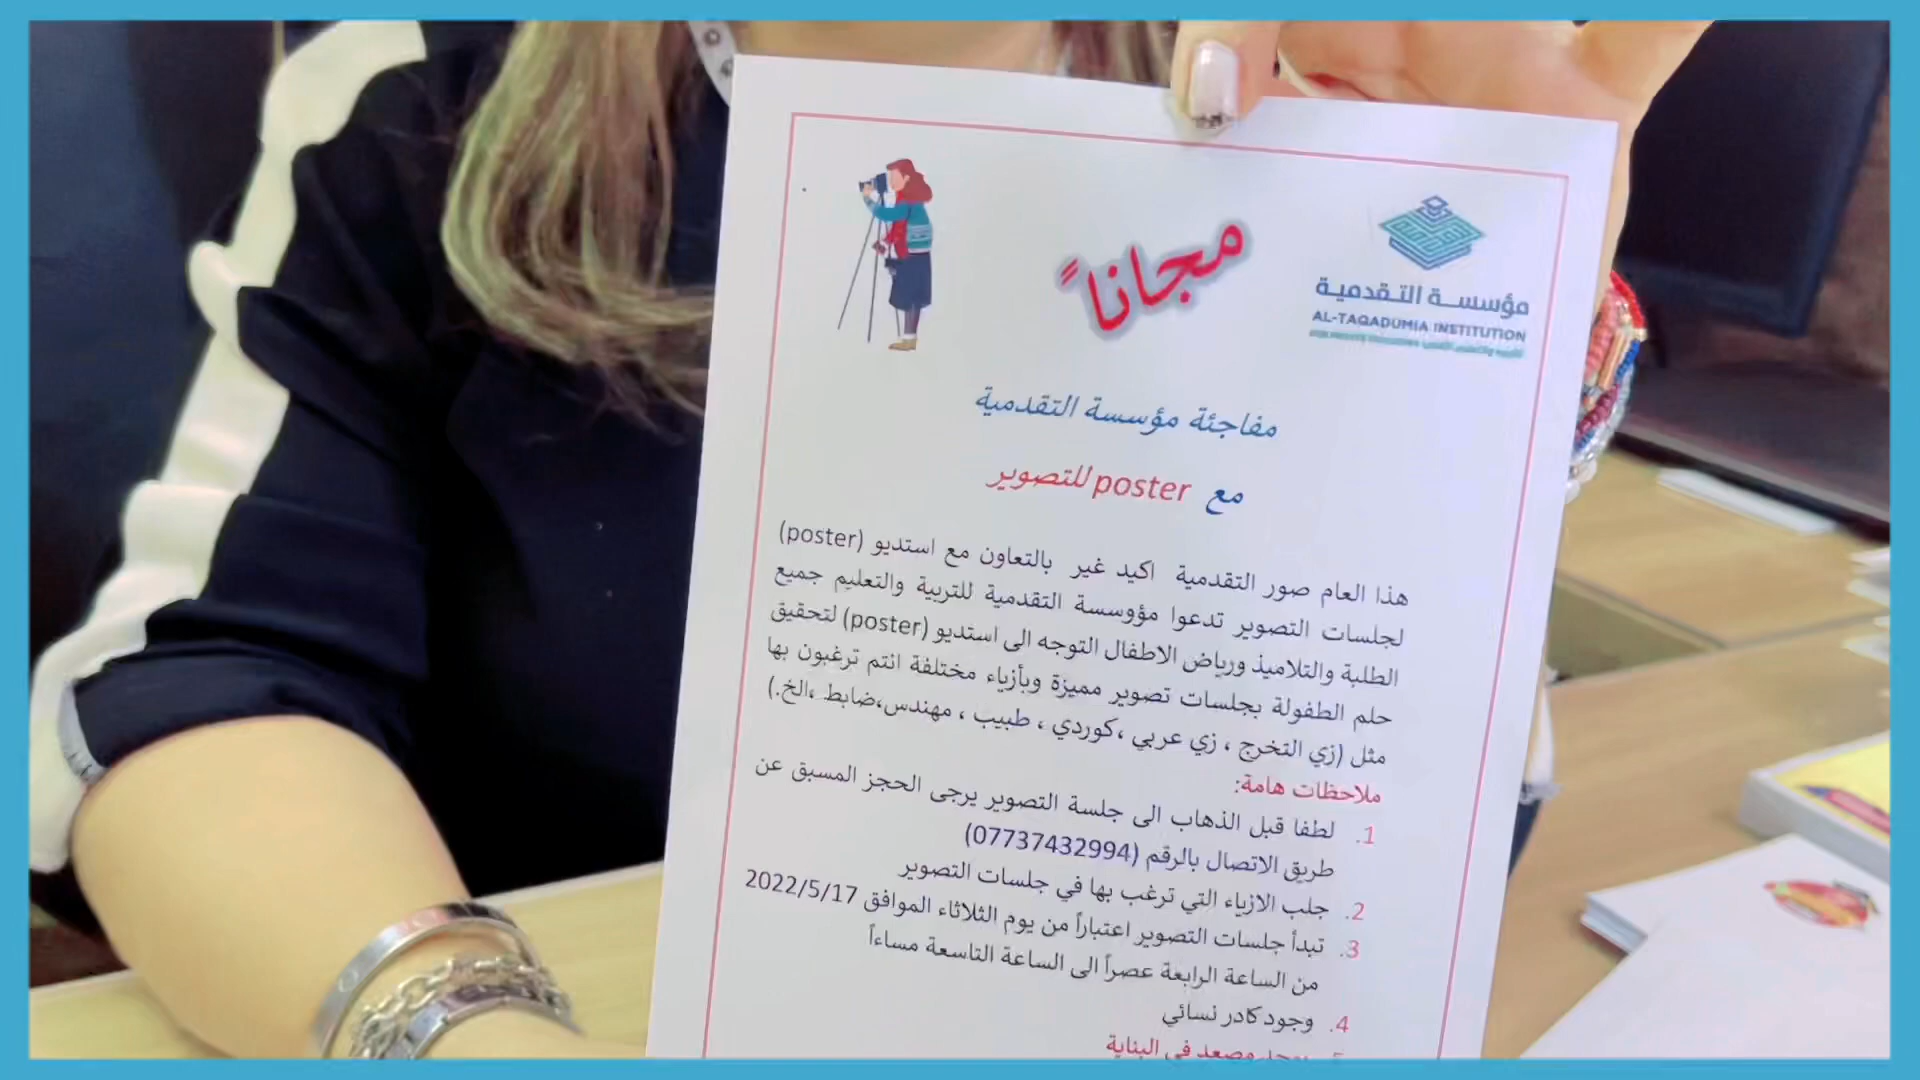 مجاناً
مؤسسة التقدمية
AL-TAQADUMIA INSTITUTION
مفاجئة مؤسسة التقدمية
مع poster للتصوير
هذا العام صور التقدمية اكيد غير بالتعاون مع استديو (poster)
لجلسات التصوير تدعوا مؤوسسة التقدمية للتربية والتعليم جميع
الطلبة والتلاميذ ورياض الاطفال التوجه الى استديو (poster) لتحقيق
حلم الطفولة بجلسات تصوير مميزة وبأزياء مختلفة انتم ترغبون بها
مثل (زي التخرج ، زي عربي ،كوردي ، طبيب ، مهندس،ضابط ،الخ.)
ملاحظات هامة:
1. لطفا قبل الذهاب الى جلسة التصوير يرجى الحجز المسبق عن
طريق الاتصال بالرقم (07737432994)
2. جلب الازياء التي ترغب بها في جلسات التصوير
3. تبدأ جلسات التصوير اعتباراً من يوم الثلاثاء الموافق 2022/5/17
من الساعة الرابعة عصراً الى الساعة التاسعة مساءاً
4. وجود كادر نسائي
مصعد في البناية